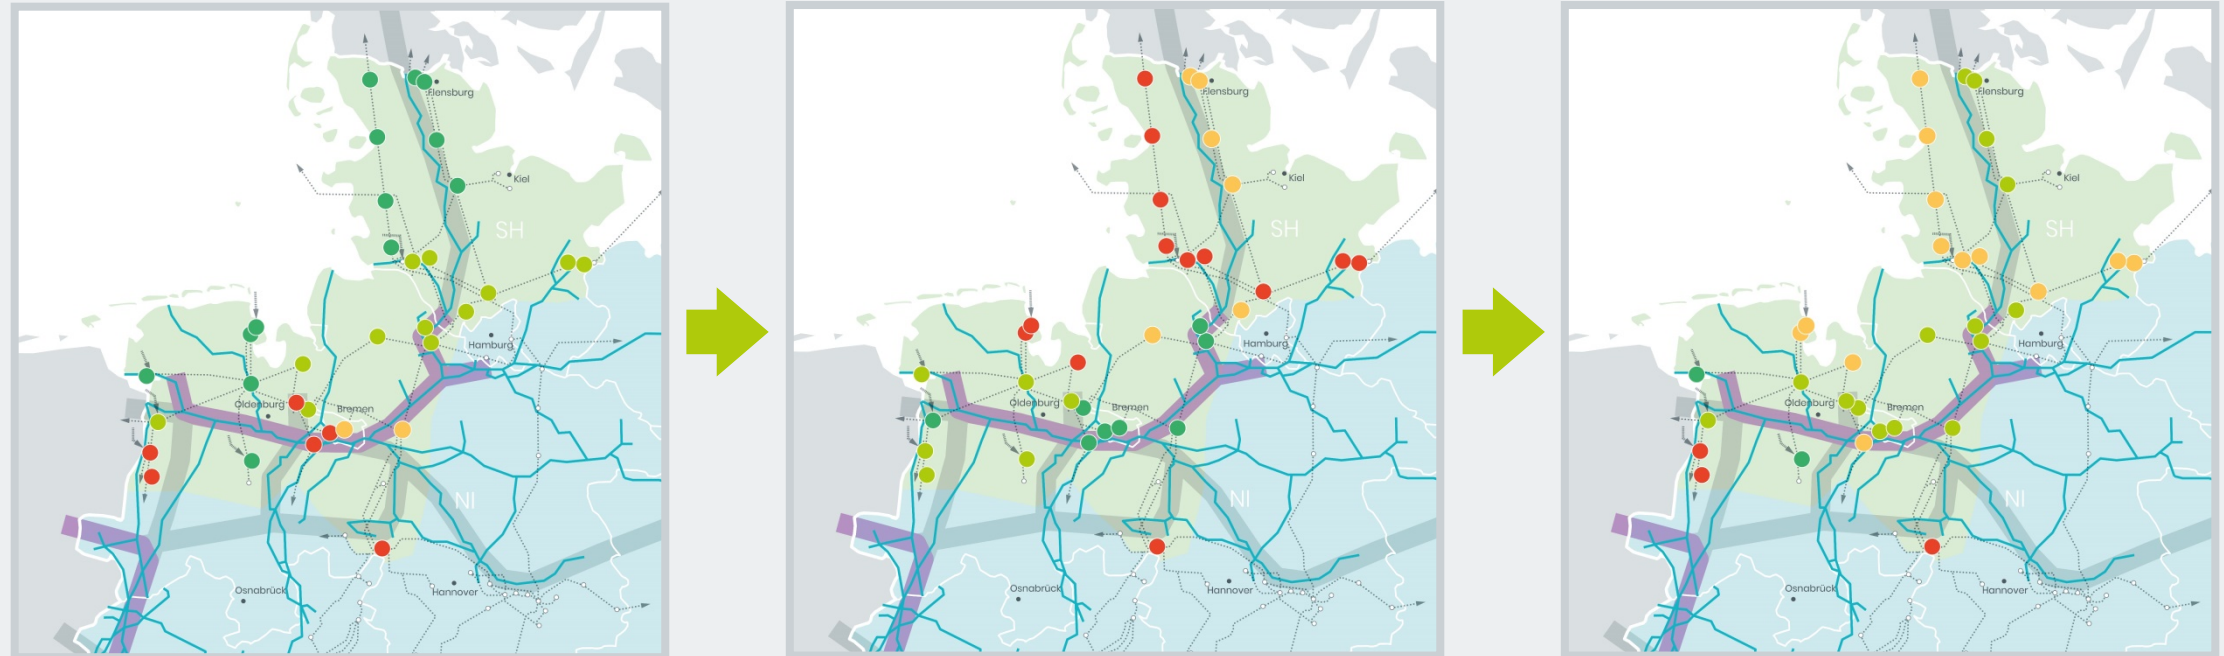 Flensburg
Kiel
SH
Hamburg
Oldenburg
Bremen
NI
Osnabrück
Hannover
Flensburg
Kiel
SH
Hamburg
Oldenburg
Bremen
NI
Osnabrück
Hannover
Flensburg
Kiel
SH
Hamburg
Oldenburg
Bremen
NI
Osnabrück
Hannover